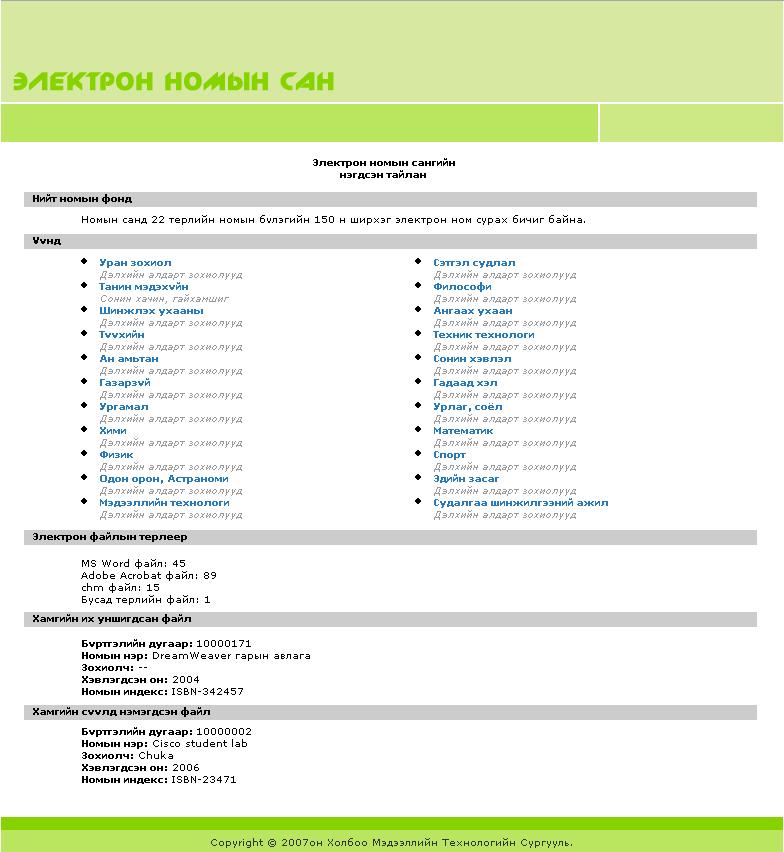 ЭЛЕКТРОН НОМЫН САН
Электрон номын сангийн
нэгдсэн тайлан
Нийт номын фонд
Номын санд 22 терлийн номын бvлэгийн 150 н ширхэг электрон ном сурах бичиг байна.
Vvнд
Уран зохиол
Дэлхийн алдарт зохиолууд
Танин мэдэхvйн
Сонин хачин, гайхамшиг
Шинжлэх ухааны
Дэлхийн алдарт зохиолууд
Тvvхийн
Дэлхийн алдарт зохиолууд
Ан амьтан
Дэлхийн алдарт зохиолууд
Газарзvй
Дэлхийн алдарт зохиолууд
Ургамал
Дэлхийн алдарт зохиолууд
Хими
Дэлхийн алдарт зохиолууд
Физик
Дэлхийн алдарт зохиолууд
Одон орон, Астраноми
Дэлхийн алдарт зохиолууд
Мэдээллийн технологи
Дэлхийн алдарт зохиолууд
Сэтгэл судлал
Дэлхийн алдарт зохиолууд
Философи
Дэлхийн алдарт зохиолууд
Ангаах ухаан
Дэлхийн алдарт зохиолууд
Техник технологи
Дэлхийн алдарт зохиолууд
Сонин хэвлэл
Дэлхийн алдарт зохиолууд
Гадаад хэл
Дэлхийн алдарт зохиолууд
Урлаг, соёл
Дэлхийн алдарт зохиолууд
Математик
Дэлхийн алдарт зохиолууд
Спорт
Дэлхийн алдарт зохиолууд
Эдийн засаг
Дэлхийн алдарт зохиолууд
Судалгаа шинжилгээний ажил
Дэлхийн алдарт зохиолууд
Электрон файлын терлеер
MS Word файл: 45
Adobe Acrobat файл: 89
chm файл: 15
Бусад терлийн файл: 1
Хамгийн их уншигдсан файл
Бvртгэлийн дугаар: 10000171
Номын нэр: DreamWeaver гарын авлага
Зохиолч: --
Хэвлэгдсэн он: 2004
Номын индекс: ISBN-342457
Хамгийн сvvлд нэмэгдсэн файл
Бvртгэлийн дугаар: 10000002
Номын нэр: Cisco student lab
Зохиолч: Chuka
Хэвлэгдсэн он: 2006
Номын индекс: ISBN-23471
Copyright © 2007он Холбоо Мэдээллийн Технологийн Сургууль.